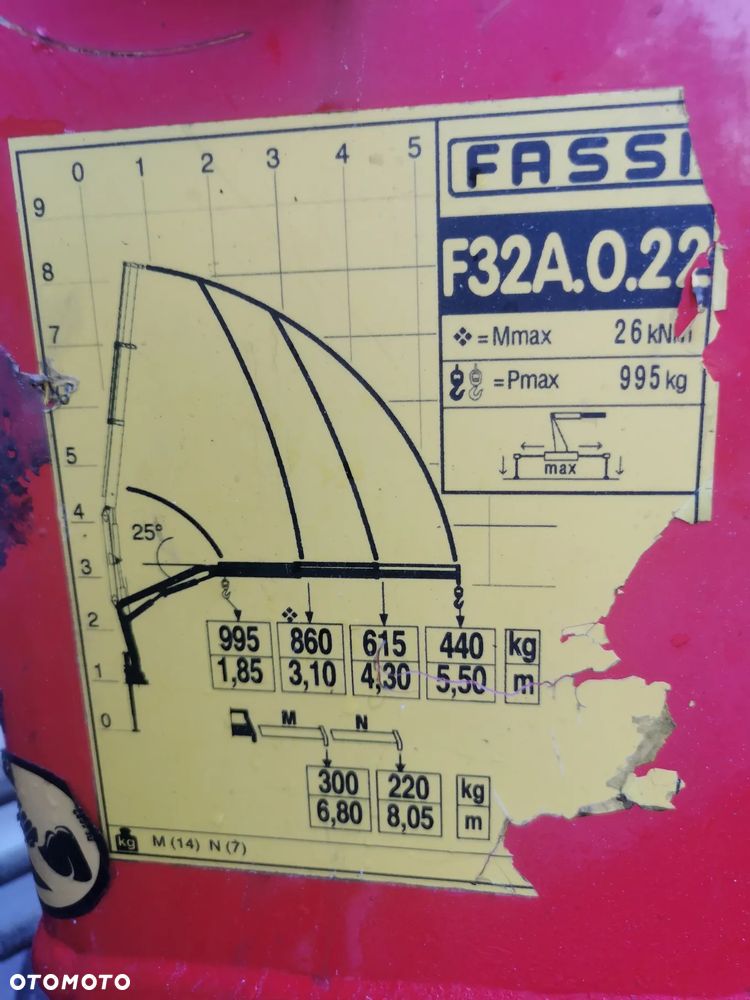 0 1 2 3 4 5
FASSI
9
F32A.0.22
8
❖ = Mmax 26 kNm
7
= Pmax 995 kg
6
max
5
4
25°
3
❖
2
995 860 615 440 kg
1,85 3,10 4,30 5,50 m
1
M N
0
300 220 kg
6,80 8,05 m
kg M (14) N (7)
OTOMOTO